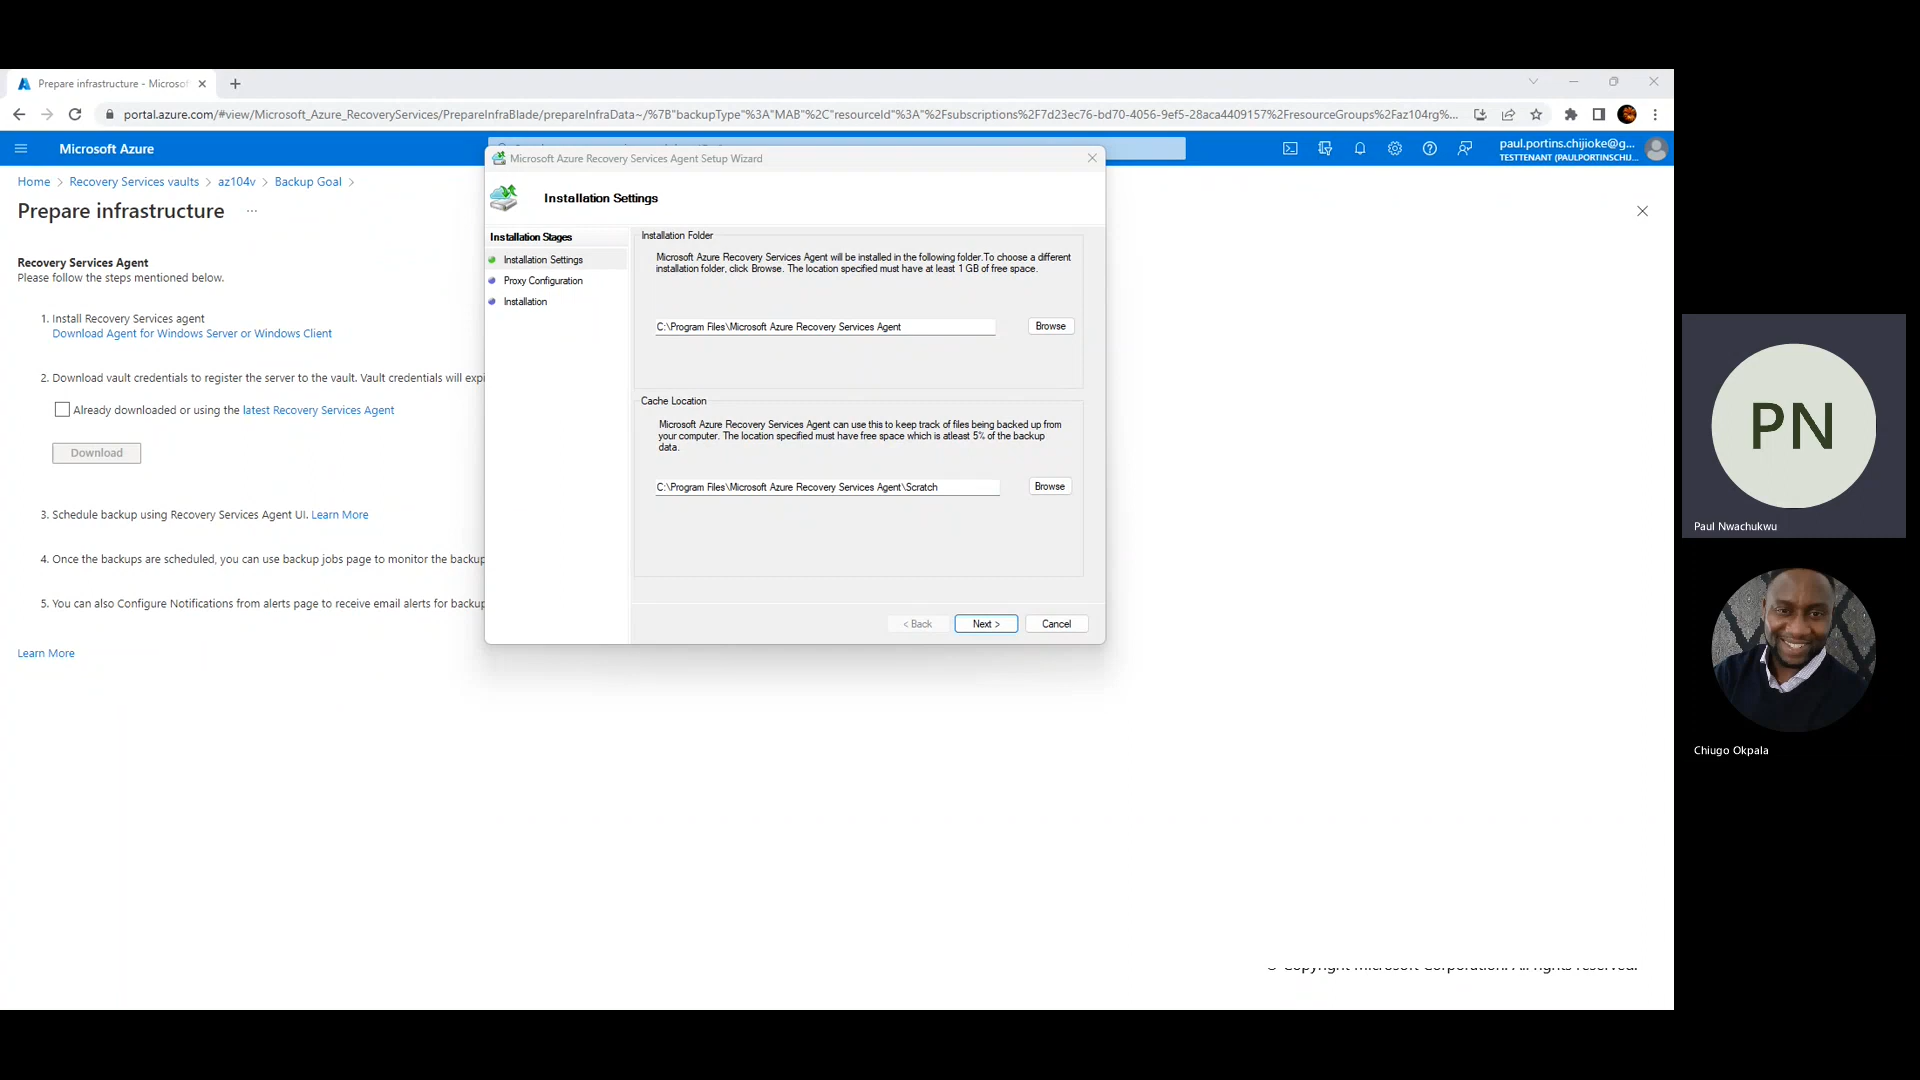 Prepare infrastructure - Microsof
portal.azure.com/#view/Microsoft_Azure_RecoveryServices/PrepareInfraBlade/prepareInfraData~/%7B"backupType"%3A"MAB"%2C"resourceId"%3A"%2Fsubscriptions%2F7d23ec76-bd70-4056-9ef5-28aca4409157%2FresourceGroups%2Faz104rg%...
Microsoft Azure
paul.portins.chijioke@g...
TESTTENANT (PAULPORTINSCHIJ...
Home > Recovery Services vaults > az104v > Backup Goal >
Prepare infrastructure ...
Recovery Services Agent
Please follow the steps mentioned below.
1. Install Recovery Services agent
Download Agent for Windows Server or Windows Client
2. Download vault credentials to register the server to the vault. Vault credentials will expi
Already downloaded or using the latest Recovery Services Agent
Download
3. Schedule backup using Recovery Services Agent UI. Learn More
4. Once the backups are scheduled, you can use backup jobs page to monitor the backup
5. You can also Configure Notifications from alerts page to receive email alerts for backup
Learn More
Microsoft Azure Recovery Services Agent Setup Wizard
Installation Settings
Installation Stages
Installation Settings
Proxy Configuration
Installation
Installation Folder
Microsoft Azure Recovery Services Agent will be installed in the following folder.To choose a different
installation folder, click Browse. The location specified must have at least 1 GB of free space.
C:\Program Files\Microsoft Azure Recovery Services Agent
Browse
Cache Location
Microsoft Azure Recovery Services Agent can use this to keep track of files being backed up from
your computer. The location specified must have free space which is atleast 5% of the backup
data.
C:\Program Files\Microsoft Azure Recovery Services Agent\Scratch
Browse
< Back
Next >
Cancel
© Copyright Microsoft Corporation. All rights reserved.
PN
Paul Nwachukwu
Chiugo Okpala